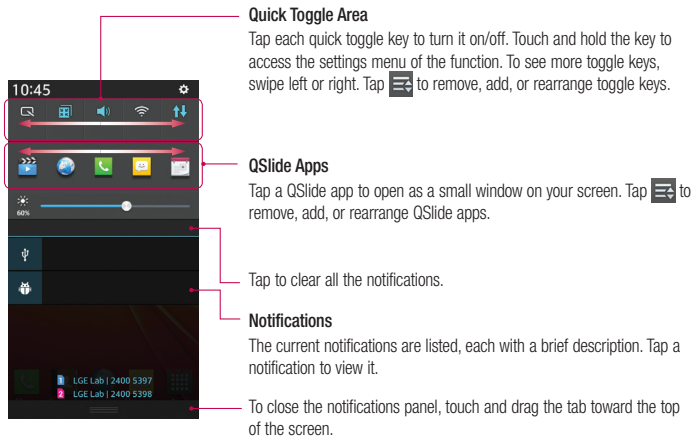 Quick Toggle Area
Tap each quick toggle key to turn it on/off. Touch and hold the key to
access the settings menu of the function. To see more toggle keys,
swipe left or right. Tap to remove, add, or rearrange toggle keys.
10:45
QSlide Apps
Tap a QSlide app to open as a small window on your screen. Tap to
remove, add, or rearrange QSlide apps.
60%
Tap to clear all the notifications.
Notifications
The current notifications are listed, each with a brief description. Tap a
notification to view it.
1 LGE Lab | 2400 5397
2 LGE Lab | 2400 5398
To close the notifications panel, touch and drag the tab toward the top
of the screen.